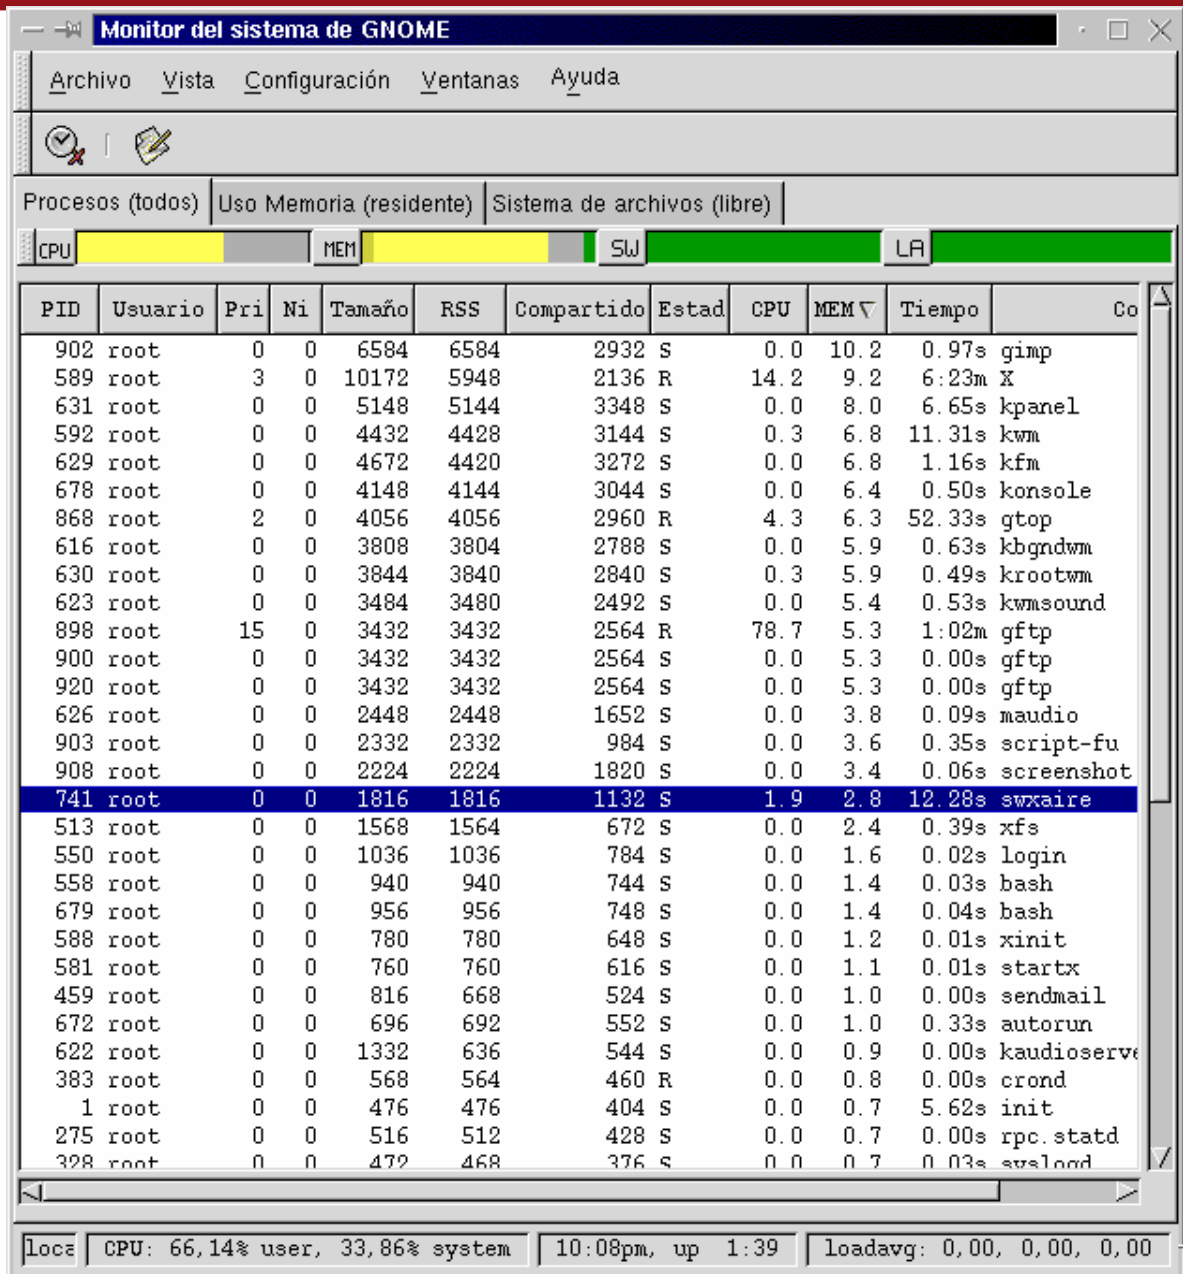 Monitor del sistema de GNOME
Archivo Vista Configuración Ventanas Ayuda
Procesos (todos) Uso Memoria (residente) Sistema de archivos (libre)
CPU MEM SW LA
PID Usuario Pri Ni Tamaño RSS Compartido Estad CPU MEM Tiempo Co
902 root 0 0 6584 6584 2932 S 0.0 10.2 0.97s gimp
589 root 3 0 10172 5948 2136 R 14.2 9.2 6:23m X
631 root 0 0 5148 5144 3348 S 0.0 8.0 6.65s kpanel
592 root 0 0 4432 4428 3144 S 0.3 6.8 11.31s kwm
629 root 0 0 4672 4420 3272 S 0.0 6.8 1.16s kfm
678 root 0 0 4148 4144 3044 S 0.0 6.4 0.50s konsole
868 root 2 0 4056 4056 2960 R 4.3 6.3 52.33s gtop
616 root 0 0 3808 3804 2788 S 0.0 5.9 0.63s kbgndwm
630 root 0 0 3844 3840 2840 S 0.3 5.9 0.49s krootwm
623 root 0 0 3484 3480 2492 S 0.0 5.4 0.53s kwmsound
898 root 15 0 3432 3432 2564 R 78.7 5.3 1:02m gftp
900 root 0 0 3432 3432 2564 S 0.0 5.3 0.00s gftp
920 root 0 0 3432 3432 2564 S 0.0 5.3 0.00s gftp
626 root 0 0 2448 2448 1652 S 0.0 3.8 0.09s maudio
903 root 0 0 2332 2332 984 S 0.0 3.6 0.35s script-fu
908 root 0 0 2224 2224 1820 S 0.0 3.4 0.06s screenshot
741 root 0 0 1816 1816 1132 S 1.9 2.8 12.28s swxaire
513 root 0 0 1568 1564 672 S 0.0 2.4 0.39s xfs
550 root 0 0 1036 1036 784 S 0.0 1.6 0.02s login
558 root 0 0 940 940 744 S 0.0 1.4 0.03s bash
679 root 0 0 956 956 748 S 0.0 1.4 0.04s bash
588 root 0 0 780 780 648 S 0.0 1.2 0.01s xinit
581 root 0 0 760 760 616 S 0.0 1.1 0.01s startx
459 root 0 0 816 668 524 S 0.0 1.0 0.00s sendmail
672 root 0 0 696 692 552 S 0.0 1.0 0.33s autorun
622 root 0 0 1332 636 544 S 0.0 0.9 0.00s kaudioserve
383 root 0 0 568 564 460 R 0.0 0.8 0.00s crond
1 root 0 0 476 476 404 S 0.0 0.7 5.62s init
275 root 0 0 516 512 428 S 0.0 0.7 0.00s rpc.statd
328 root 0 0 472 468 376 S 0.0 0.7 0.03s syslogd
loca CPU: 66,14% user, 33,86% system 10:08pm, up 1:39 loadavg: 0,00, 0,00, 0,00